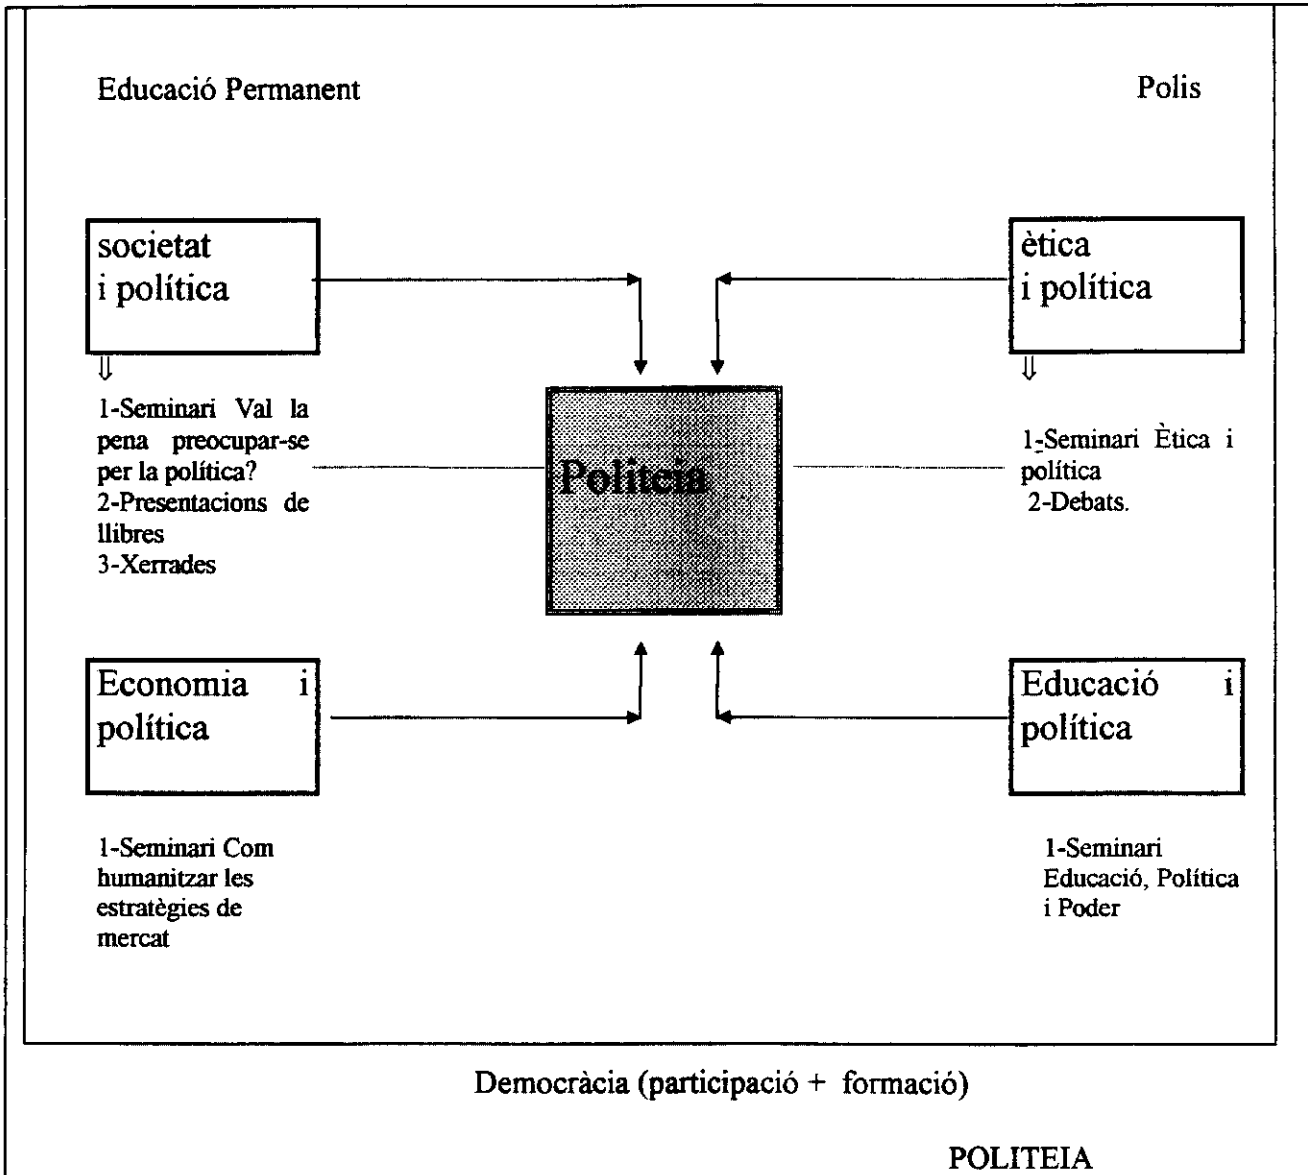 Educació Permanent
Polis
societat
i política
ètica
i política
⇓
1-Seminari Val la
pena preocupar-se
per la política?
2-Presentacions de
llibres
3-Xerrades
Politeia
⇓
1-Seminari Ètica i
política
2-Debats.
Economia i
política
Educació i
política
1-Seminari Com
humanitzar les
estratègies de
mercat
1-Seminari
Educació, Política
i Poder
Democràcia (participació + formació)
POLITEIA